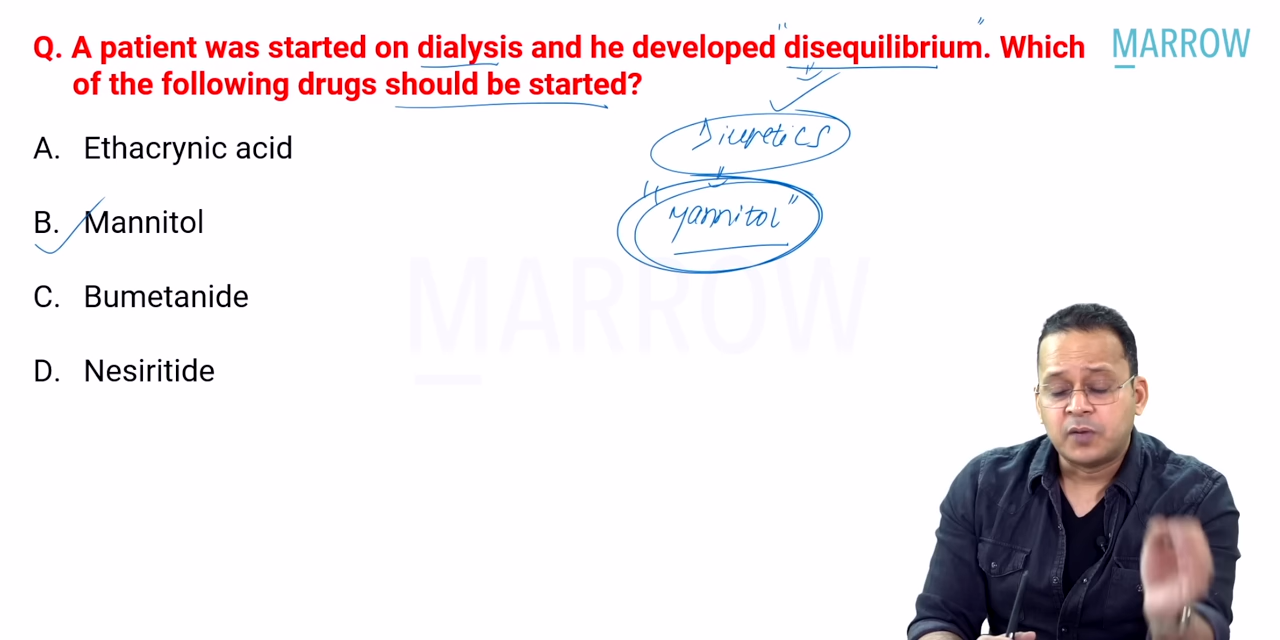 Q. A patient was started on dialysis and he developed disequilibrium. Which
of the following drugs should be started?
MARROW
A. Ethacrynic acid
B. Mannitol
C. Bumetanide
D. Nesiritide
Diuretics
"Mannitol"
MARROW